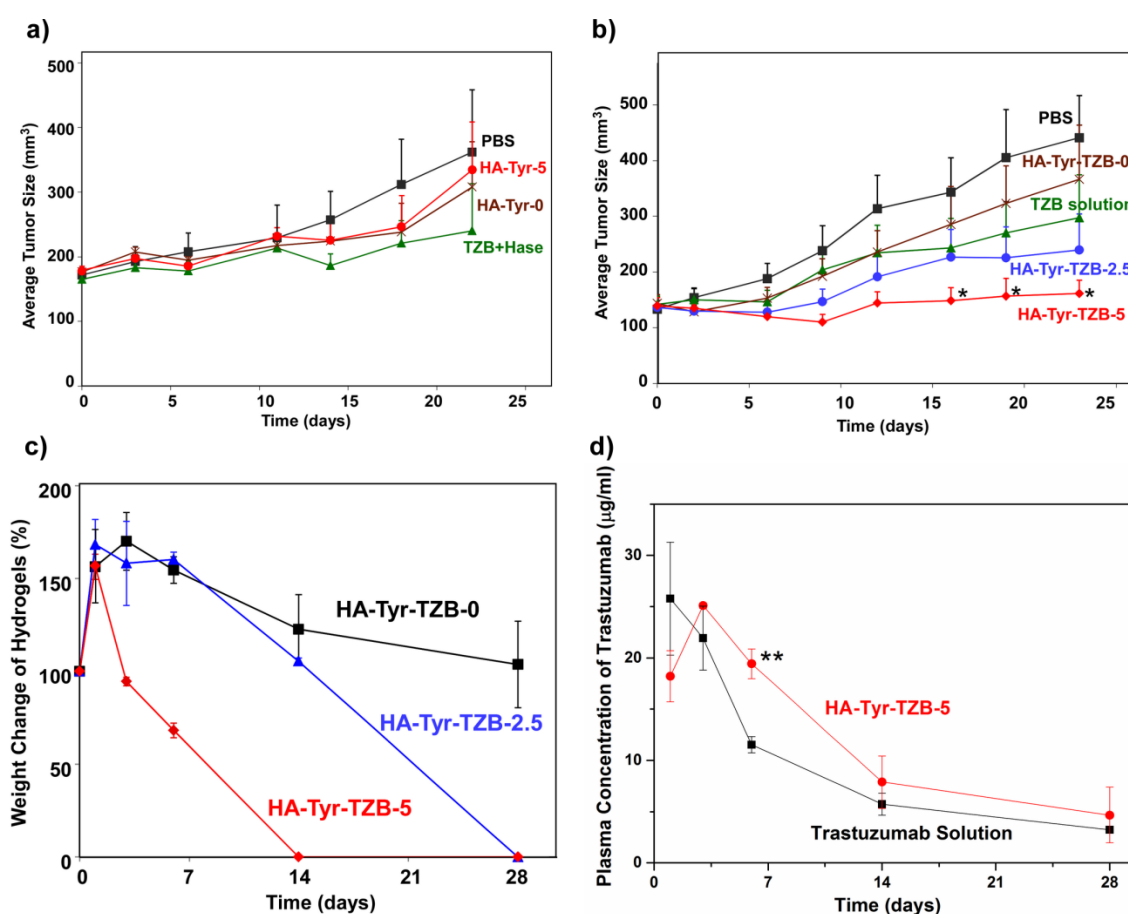 a)
500
400
300
200
100
0
Average Tumor Size (mm³)
PBS
HA-Tyr-5
HA-Tyr-0
TZB+Hase
0 5 10 15 20 25
Time (days)
b)
500
400
300
200
100
0
Average Tumor Size (mm³)
PBS
HA-Tyr-TZB-0
TZB solution
HA-Tyr-TZB-2.5
* * *
HA-Tyr-TZB-5
0 5 10 15 20 25
Time (days)
c)
200
150
100
50
0
Weight Change of Hydrogels (%)
HA-Tyr-TZB-0
HA-Tyr-TZB-2.5
HA-Tyr-TZB-5
0 7 14 21 28
Time (days)
d)
30
20
10
0
Plasma Concentration of Trastuzumab (μg/ml)
**
HA-Tyr-TZB-5
Trastuzumab Solution
0 7 14 21 28
Time (days)